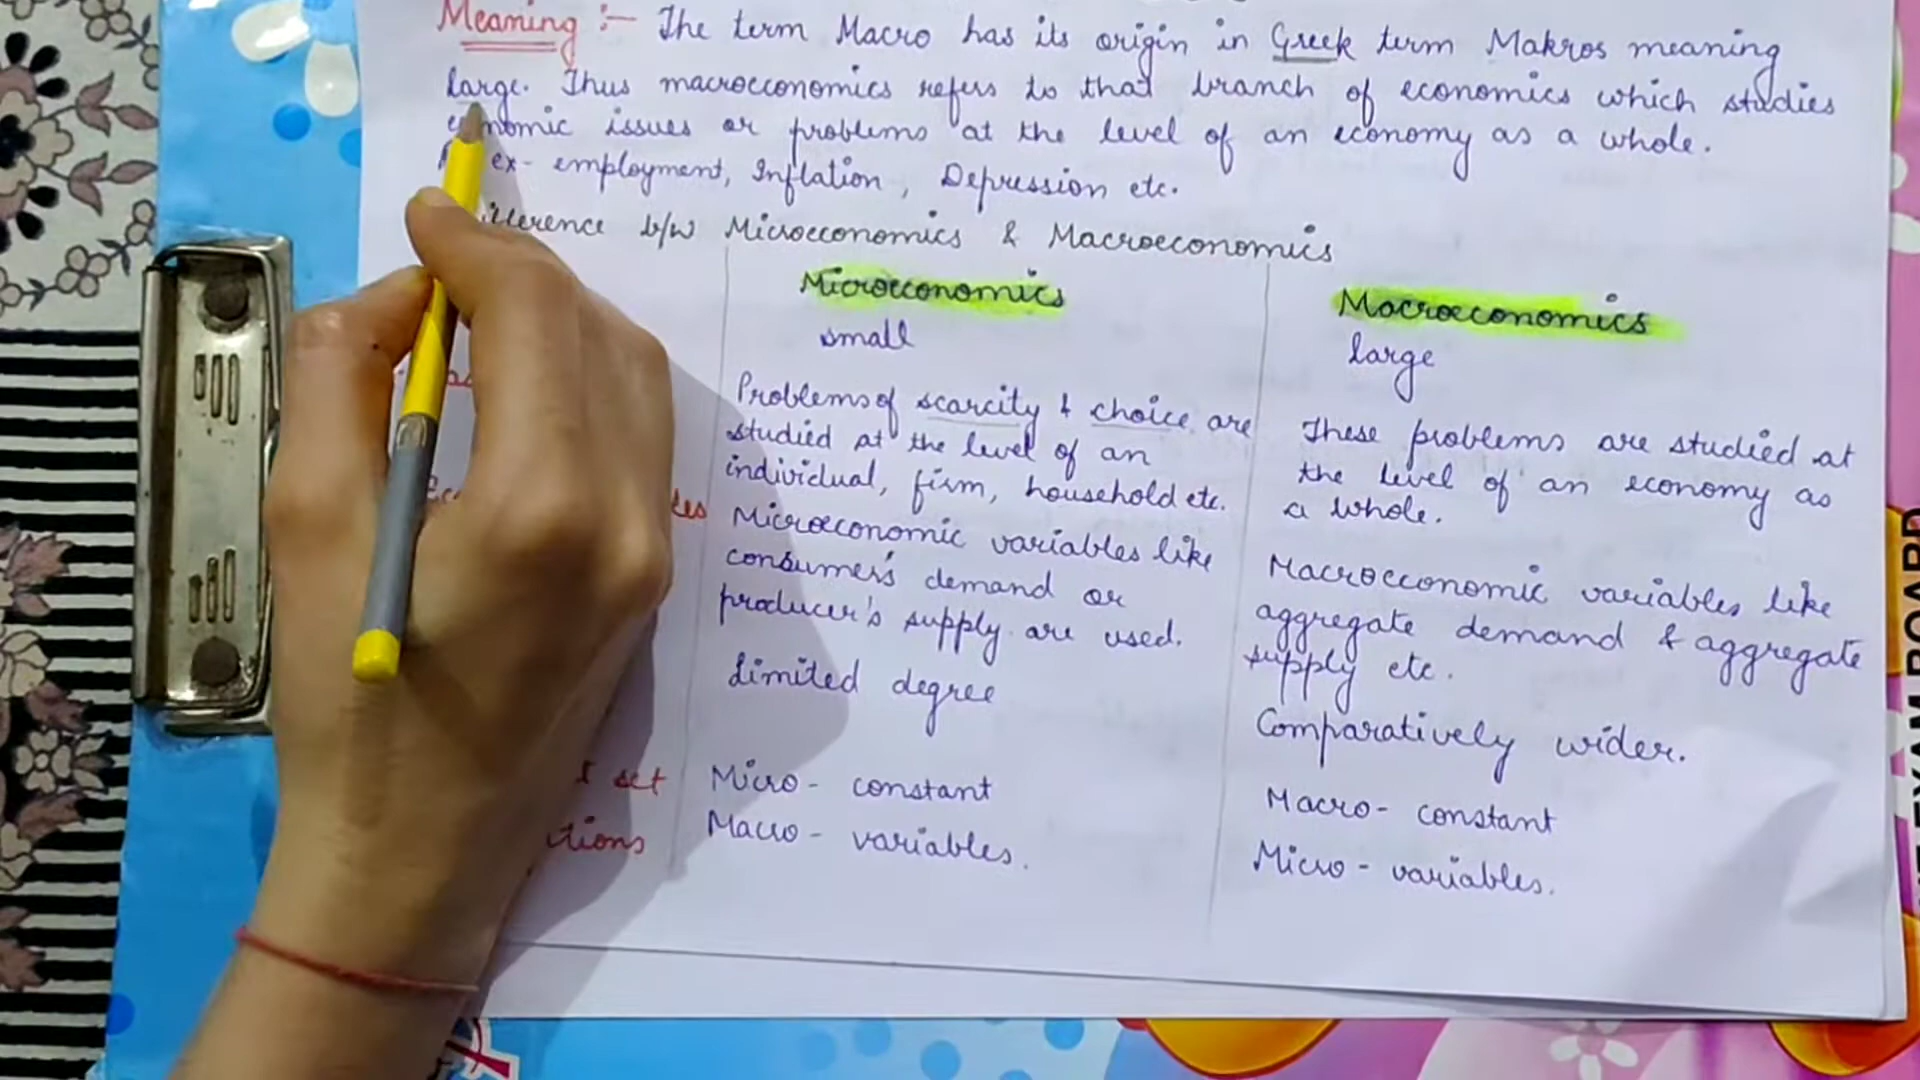 Meaning :- The term Macro has its origin in Greek term Makros meaning
large. Thus macroeconomics refers to that branch of economics which studies
economic issues or problems at the level of an economy as a whole.
ex- employment, Inflation, Depression etc.
b/w Microeconomics & Macroeconomics
Microeconomics
Macroeconomics
small
large
Problems of scarcity & choice are
studied at the level of an
individual, firm, household etc.
These problems are studied at
the level of an economy as
a whole.
Microeconomic variables like
consumer's demand or
producer's supply are used.
Macroeconomic variables like
aggregate demand & aggregate
supply etc.
Limited degree
Comparatively wider.
set
Micro - constant
Macro - variables.
Macro - constant
Micro - variables.
EXAM BOARD